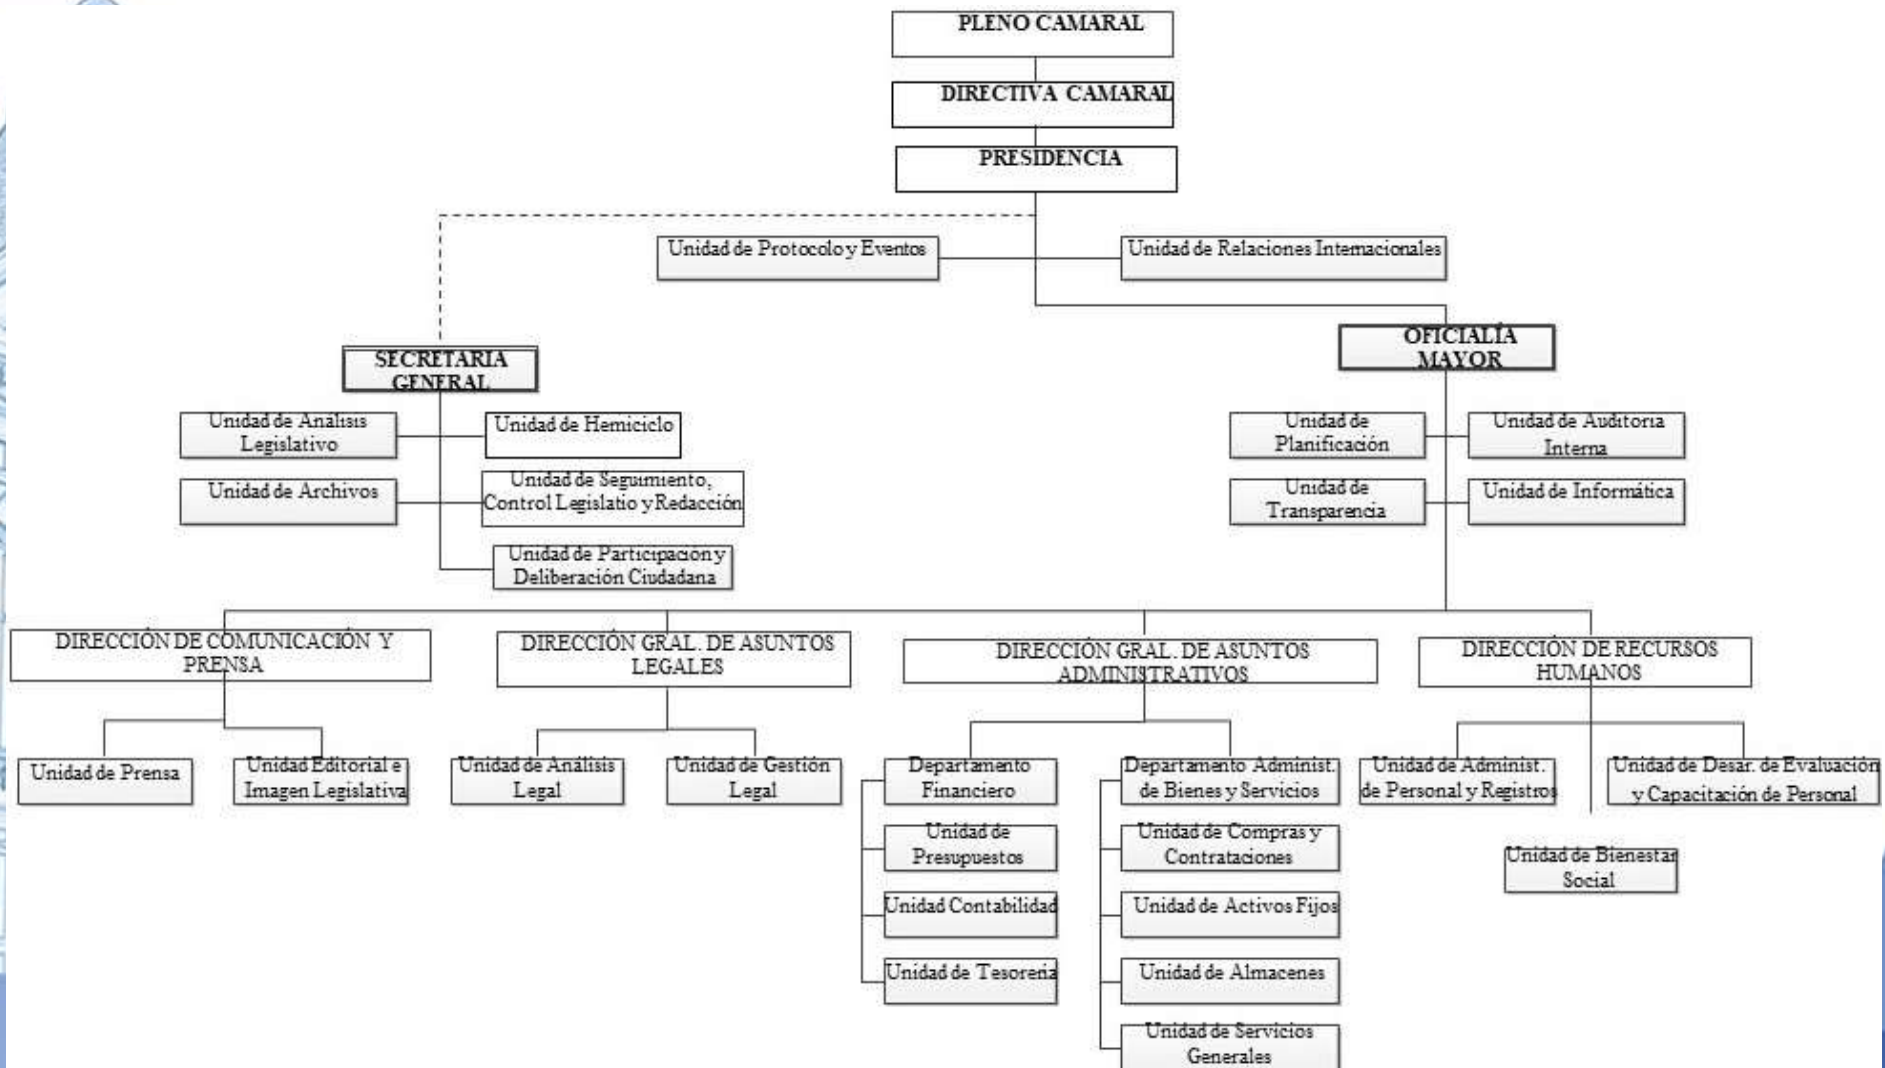 PLENO CAMARAL
DIRECTIVA CAMARAL
PRESIDENCIA
Unidad de Protocolo y Eventos
Unidad de Relaciones Internacionales
SECRETARIA
GENERAL
OFICIALÍA
MAYOR
Unidad de Análisis
Legislativo
Unidad de Hemiciclo
Unidad de
Planificación
Unidad de Auditoria
Interna
Unidad de Archivos
Unidad de Seguimiento,
Control Legislatio y Redacción
Unidad de
Transparencia
Unidad de Informática
Unidad de Participación y
Deliberación Ciudadana
DIRECCIÓN DE COMUNICACIÓN Y
PRENSA
DIRECCIÓN GRAL. DE ASUNTOS
LEGALES
DIRECCIÓN GRAL. DE ASUNTOS
ADMINISTRATIVOS
DIRECCIÓN DE RECURSOS
HUMANOS
Unidad de Prensa
Unidad Editorial e
Imagen Legislativa
Unidad de Análisis
Legal
Unidad de Gestión
Legal
Departamento
Financiero
Departamento Administ.
de Bienes y Servicios
Unidad de Administ.
de Personal y Registros
Unidad de Desar. de Evaluación
y Capacitación de Personal
Unidad de
Presupuestos
Unidad de Compras y
Contrataciones
Unidad de Bienestar
Social
Unidad Contabilidad
Unidad de Activos Fijos
Unidad de Tesoreria
Unidad de Almacenes
Unidad de Servicios
Generales